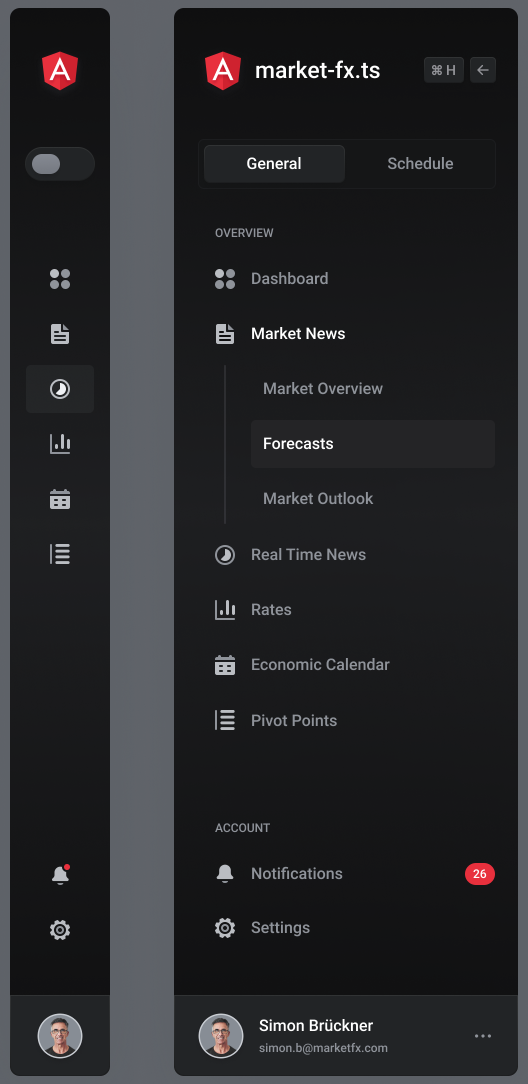 market-fx.ts
⌘ H
General
Schedule
OVERVIEW
Dashboard
Market News
Market Overview
Forecasts
Market Outlook
Real Time News
Rates
Economic Calendar
Pivot Points
ACCOUNT
Notifications
26
Settings
Simon Brückner
simon.b@marketfx.com